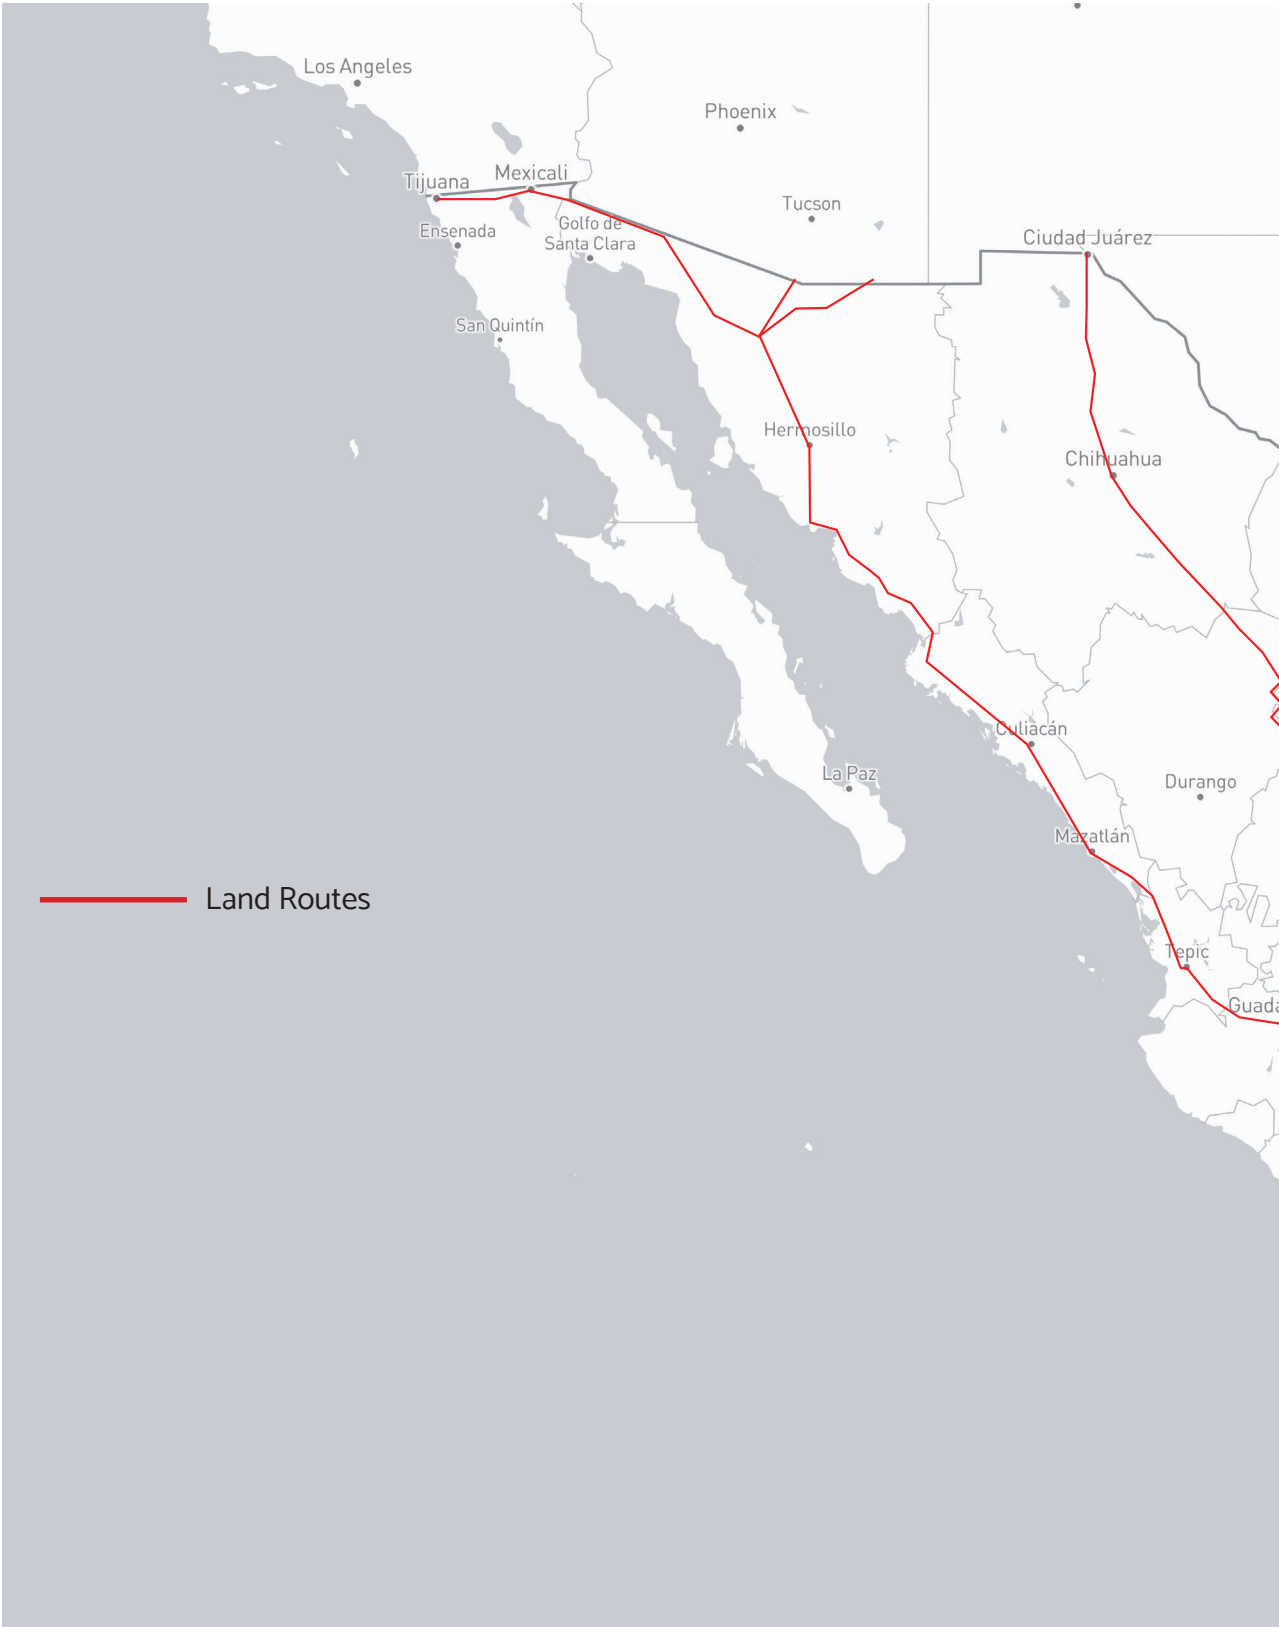 Los Angeles
Phoenix
Mexicali
Tijuana
Tucson
Golfo de
Santa Clara
Ensenada
Ciudad Juárez
San Quintín
Hermosillo
Chihuahua
Culiacán
La Paz
Durango
Mazatlán
Land Routes
Tepic
Guada